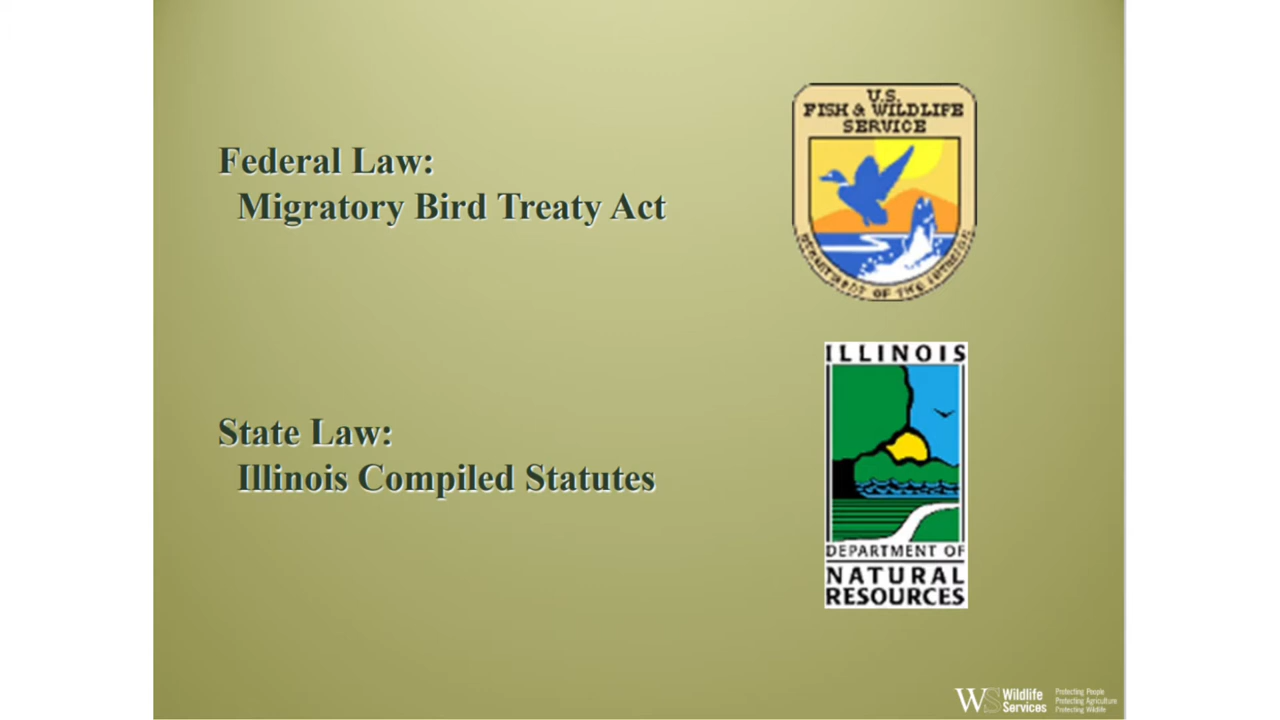 Federal Law:
Migratory Bird Treaty Act
U.S.
FISH & WILDLIFE
SERVICE
DEPARTMENT OF THE INTERIOR
State Law:
Illinois Compiled Statutes
ILLINOIS
DEPARTMENT OF
NATURAL
RESOURCES
WS Wildlife Services
Protecting People
Protecting Agriculture
Protecting Wildlife